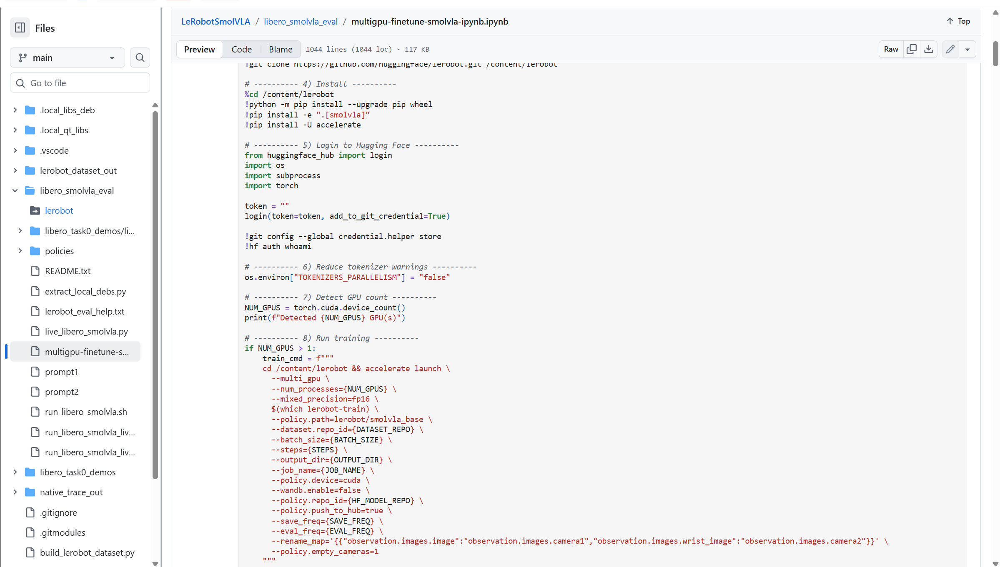 Files
main
Go to file
.local_libs_deb
.local_qt_libs
.vscode
lerobot_dataset_out
libero_smolvla_eval
lerobot
libero_task0_demos/li...
policies
README.txt
extract_local_debs.py
lerobot_eval_help.txt
live_libero_smolvla.py
multigpu-finetune-s...
prompt1
prompt2
run_libero_smolvla.sh
run_libero_smolvla_liv...
run_libero_smolvla_liv...
libero_task0_demos
native_trace_out
.gitignore
.gitmodules
build_lerobot_dataset.py
LeRobotSmolVLA / libero_smolvla_eval / multigpu-finetune-smolvla-ipynb.ipynb
Top
Preview Code Blame 1044 lines (1044 loc) · 117 KB Raw
!git clone https://github.com/huggingface/lerobot.git /content/lerobot
# ---------- 4) Install ----------
%cd /content/lerobot
!python -m pip install --upgrade pip wheel
!pip install -e ".[smolvla]"
!pip install -U accelerate
# ---------- 5) Login to Hugging Face ----------
from huggingface_hub import login
import os
import subprocess
import torch
token = ""
login(token=token, add_to_git_credential=True)
!git config --global credential.helper store
!hf auth whoami
# ---------- 6) Reduce tokenizer warnings ----------
os.environ["TOKENIZERS_PARALLELISM"] = "false"
# ---------- 7) Detect GPU count ----------
NUM_GPUS = torch.cuda.device_count()
print(f"Detected {NUM_GPUS} GPU(s)")
# ---------- 8) Run training ----------
if NUM_GPUS > 1:
    train_cmd = f"""
    cd /content/lerobot && accelerate launch \
      --multi_gpu \
      --num_processes={NUM_GPUS} \
      --mixed_precision=fp16 \
      $(which lerobot-train) \
      --policy.path=lerobot/smolvla_base \
      --dataset.repo_id={DATASET_REPO} \
      --batch_size={BATCH_SIZE} \
      --steps={STEPS} \
      --output_dir={OUTPUT_DIR} \
      --job_name={JOB_NAME} \
      --policy.device=cuda \
      --wandb.enable=false \
      --policy.repo_id={HF_MODEL_REPO} \
      --policy.push_to_hub=true \
      --save_freq={SAVE_FREQ} \
      --eval_freq={EVAL_FREQ} \
      --rename_map='{{"observation.images.image":"observation.images.camera1","observation.images.wrist_image":"observation.images.camera2"}}' \
      --policy.empty_cameras=1
    """